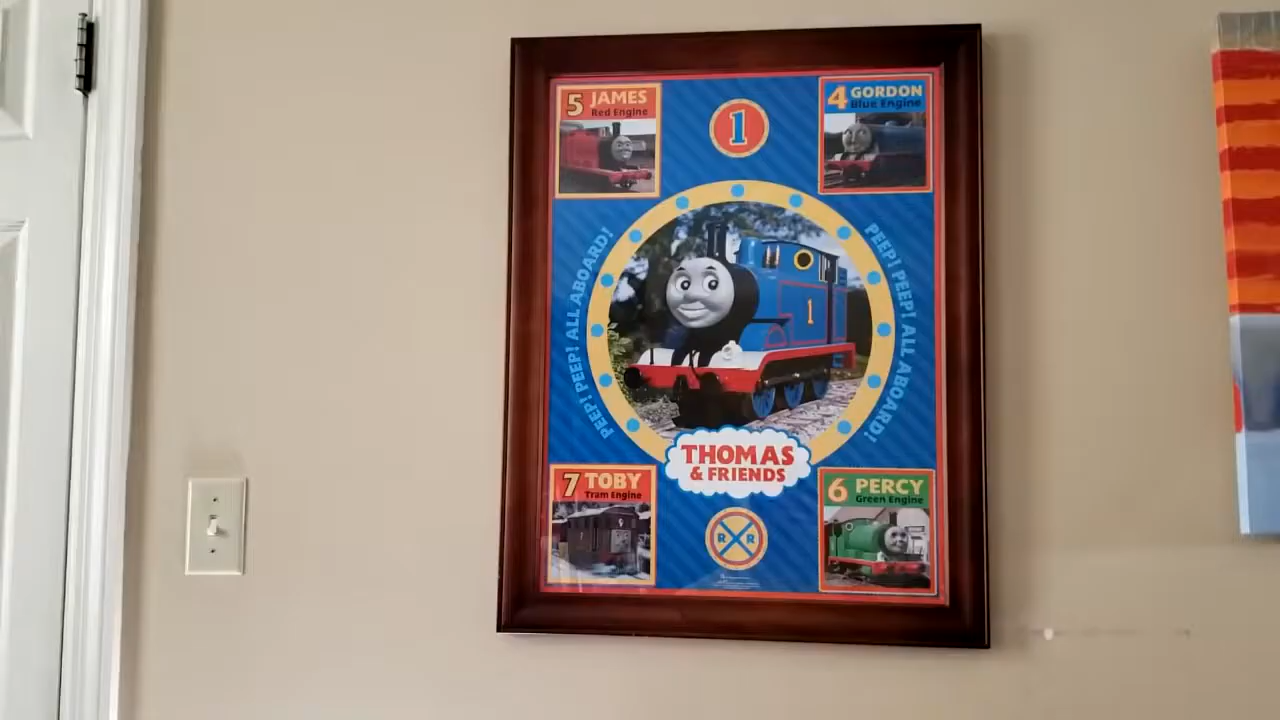 5 JAMES
Red Engine
1
4 GORDON
Blue Engine
PEEP! PEEP! ALL ABOARD!
1
PEEP! PEEP! ALL ABOARD!
THOMAS
& FRIENDS
7 TOBY
Tram Engine
R R
6 PERCY
Green Engine